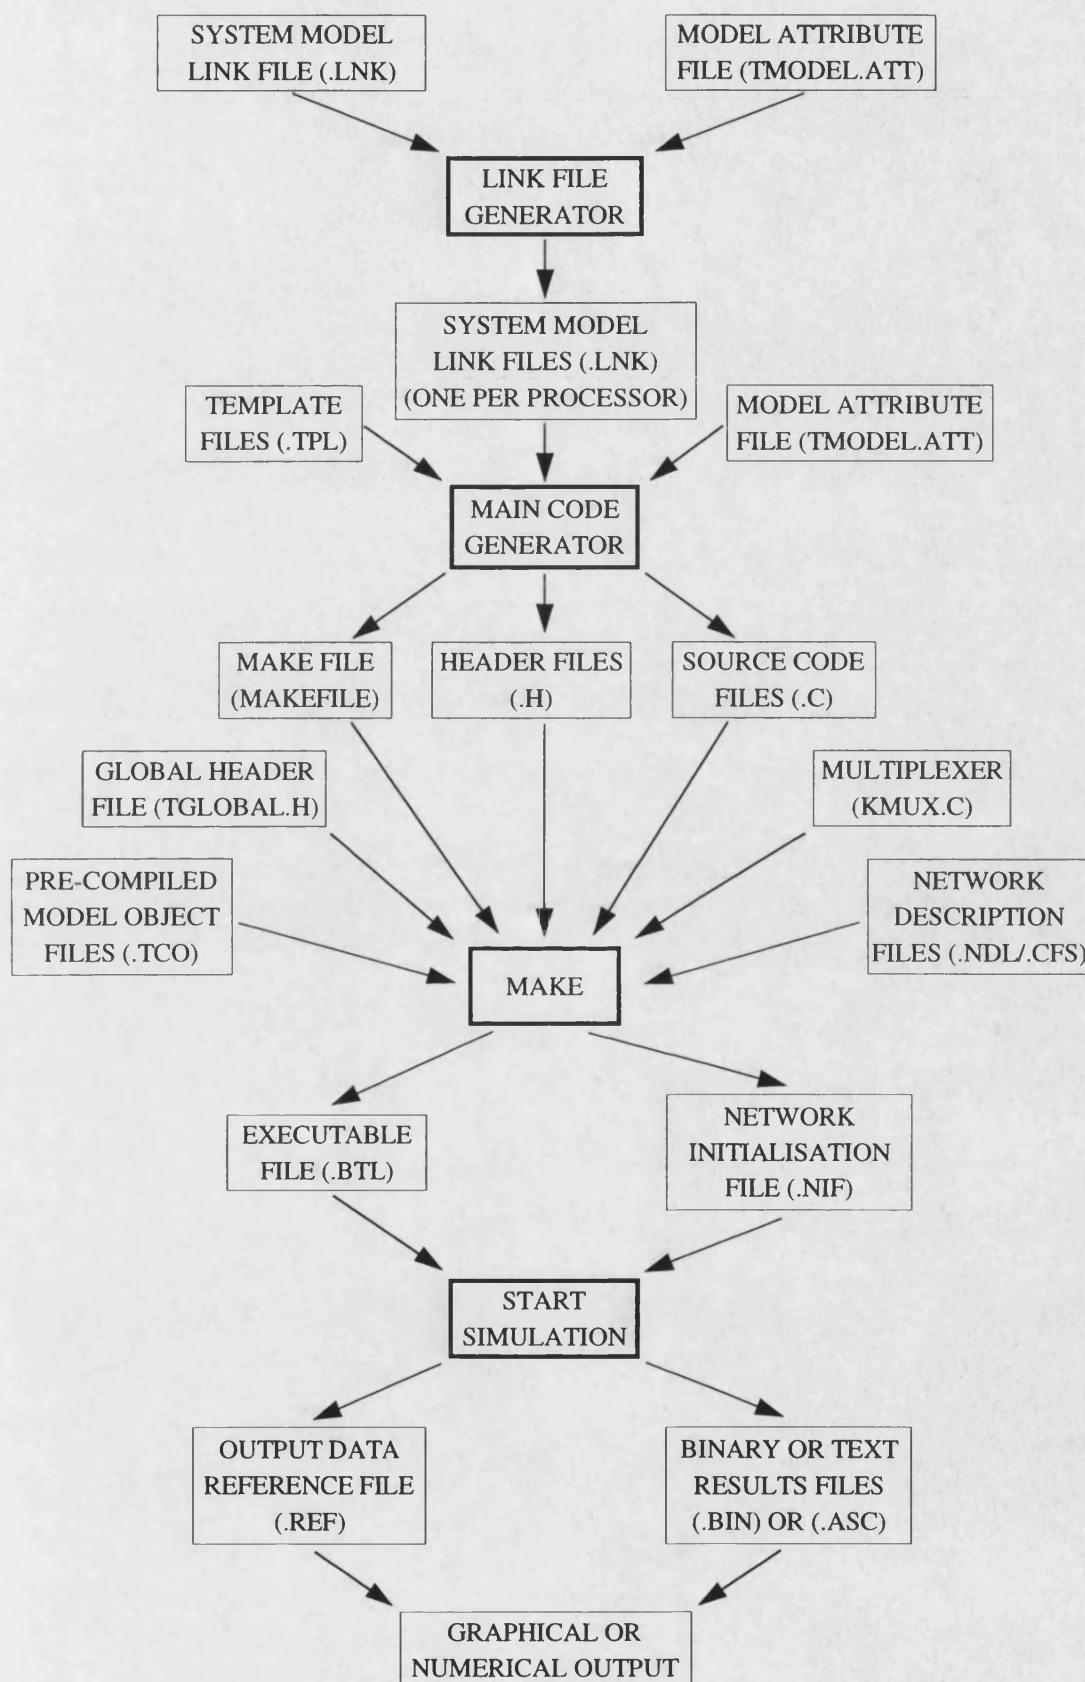 SYSTEM MODEL
LINK FILE (.LNK)
MODEL ATTRIBUTE
FILE (TMODEL.ATT)
LINK FILE
GENERATOR
SYSTEM MODEL
LINK FILES (.LNK)
(ONE PER PROCESSOR)
TEMPLATE
FILES (.TPL)
MODEL ATTRIBUTE
FILE (TMODEL.ATT)
MAIN CODE
GENERATOR
MAKE FILE
(MAKEFILE)
HEADER FILES
(.H)
SOURCE CODE
FILES (.C)
GLOBAL HEADER
FILE (TGLOBAL.H)
MULTIPLEXER
(KMUX.C)
PRE-COMPILED
MODEL OBJECT
FILES (.TCO)
NETWORK
DESCRIPTION
FILES (.NDL/.CFS)
MAKE
EXECUTABLE
FILE (.BTL)
NETWORK
INITIALISATION
FILE (.NIF)
START
SIMULATION
OUTPUT DATA
REFERENCE FILE
(.REF)
BINARY OR TEXT
RESULTS FILES
(.BIN) OR (.ASC)
GRAPHICAL OR
NUMERICAL OUTPUT